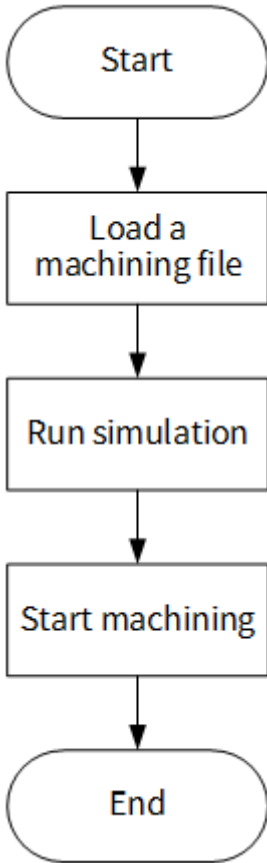 Start
Load a
machining file
Run simulation
Start machining
End